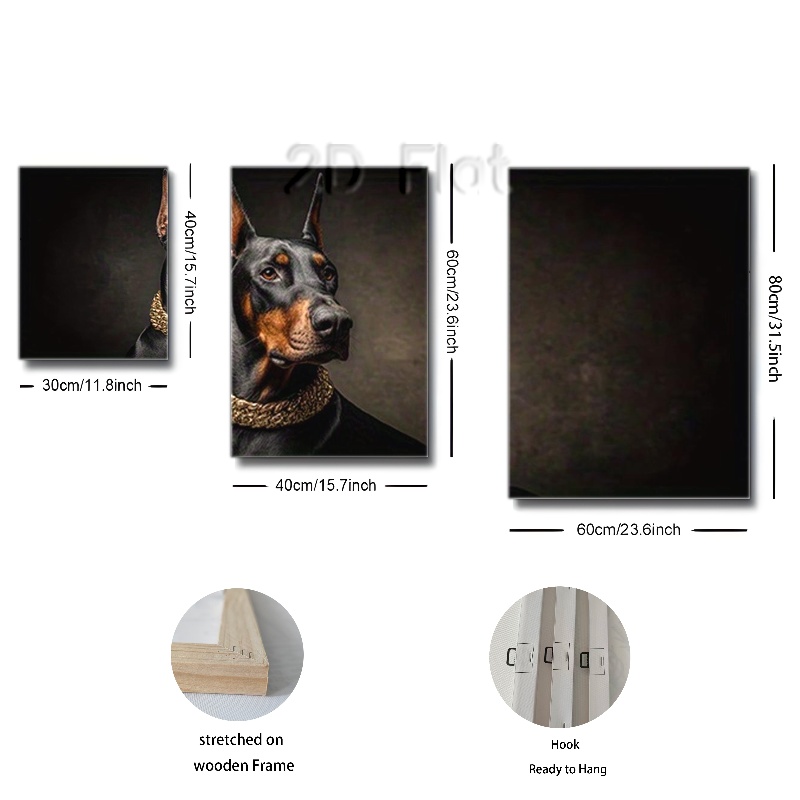 2D Flat
40cm/15.7inch
30cm/11.8inch
60cm/23.6inch
40cm/15.7inch
80cm/31.5inch
60cm/23.6inch
stretched on
wooden Frame
Hook
Ready to Hang